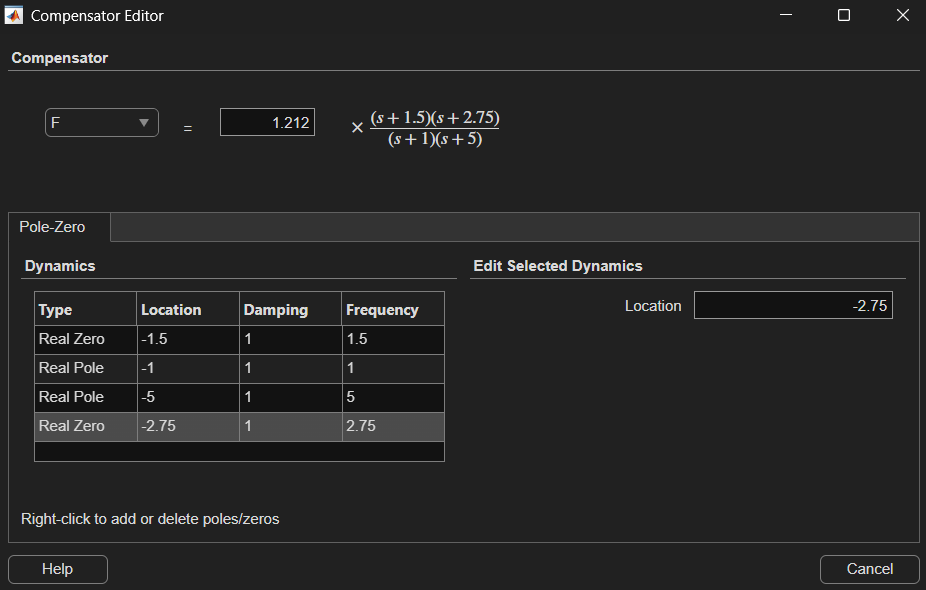 Compensator Editor
Compensator
F = 1.212 × (s + 1.5)(s + 2.75)
(s + 1)(s + 5)
Pole-Zero
Dynamics
Type Location Damping Frequency
Real Zero -1.5 1 1.5
Real Pole -1 1 1
Real Pole -5 1 5
Real Zero -2.75 1 2.75
Right-click to add or delete poles/zeros
Edit Selected Dynamics
Location -2.75
Help Cancel